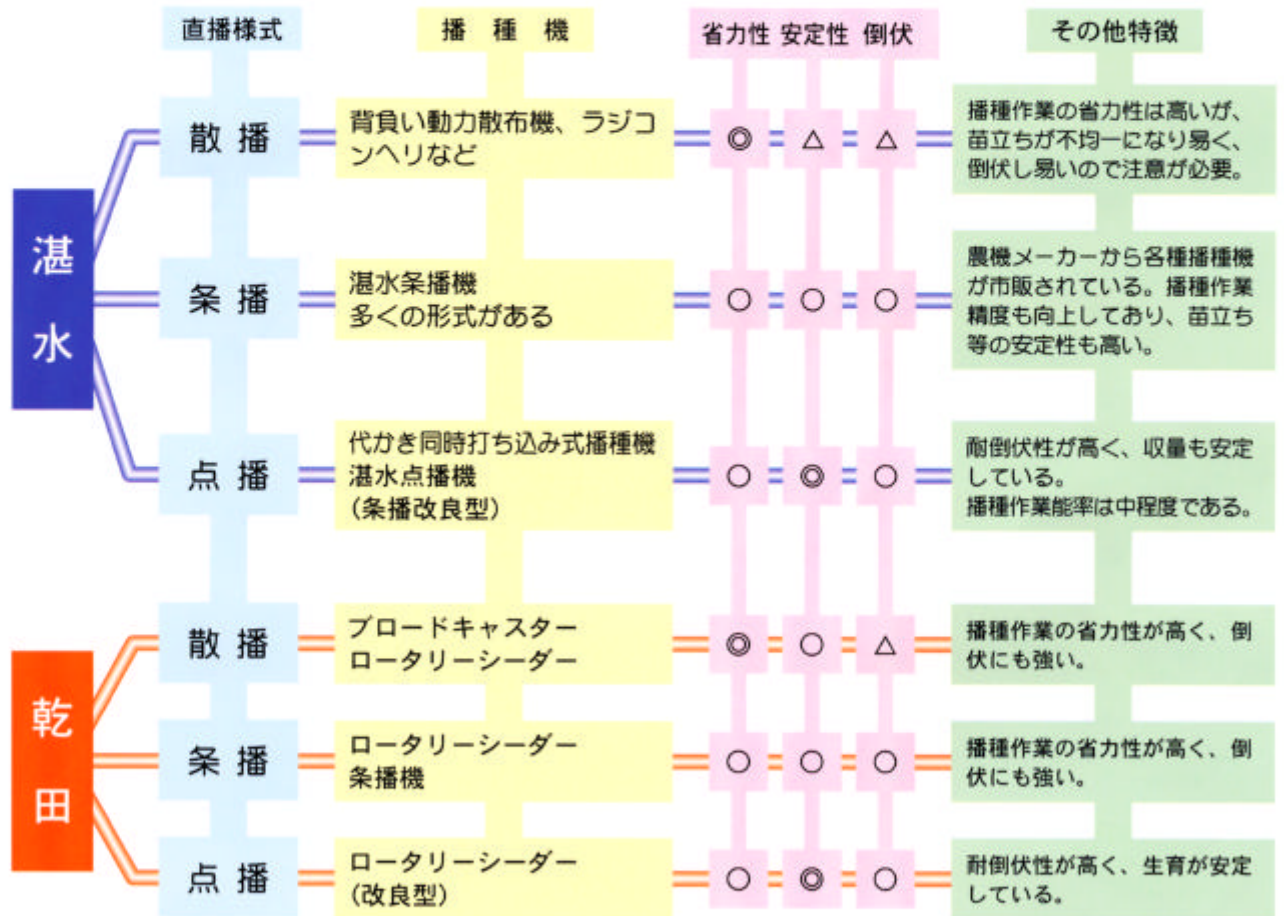 直播様式
播種機
省力性 安定性 倒伏
その他特徴
湛水
散播
背負い動力散布機、ラジコ
ンヘリなど
◎ △ △
播種作業の省力性は高いが、
苗立ちが不均一になり易く、
倒伏し易いので注意が必要。
条播
湛水条播機
多くの形式がある
○ ○ ○
農機メーカーから各種播種機
が市販されている。播種作業
精度も向上しており、苗立ち
等の安定性も高い。
点播
代かき同時打ち込み式播種機
湛水点播機
(条播改良型)
○ ◎ ○
耐倒伏性が高く、収量も安定
している。
播種作業能率は中程度である。
乾田
散播
ブロードキャスター
ロータリーシーダー
◎ ○ △
播種作業の省力性が高く、倒
伏にも強い。
条播
ロータリーシーダー
条播機
○ ○ ○
播種作業の省力性が高く、倒
伏にも強い。
点播
ロータリーシーダー
(改良型)
○ ◎ ○
耐倒伏性が高く、生育が安定
している。